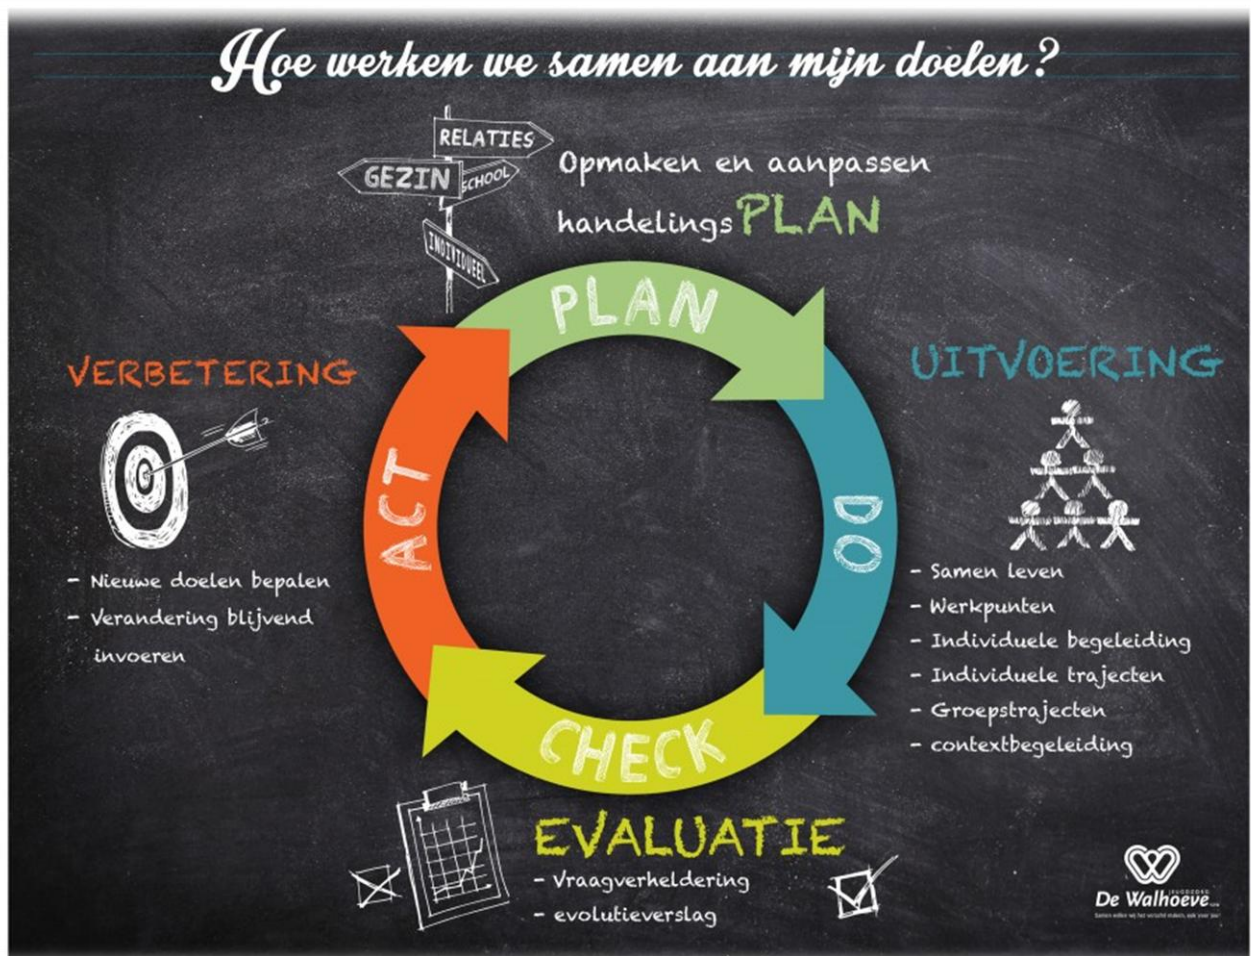 Hoe werken we samen aan mijn doelen?
RELATIES
GEZIN
SCHOOL
INDIVIDUEEL
Opmaken en aanpassen
handelingsPLAN
PLAN
VERBETERING
- Nieuwe doelen bepalen
- Verandering blijvend
invoeren
ACT
UITVOERING
DO
- Samen leven
- Werkpunten
- Individuele begeleiding
- Individuele trajecten
- Groepstrajecten
- contextbegeleiding
CHECK
EVALUATIE
- Vraagverheldering
- evolutieverslag
JEUGDZORG
De Walhoeve